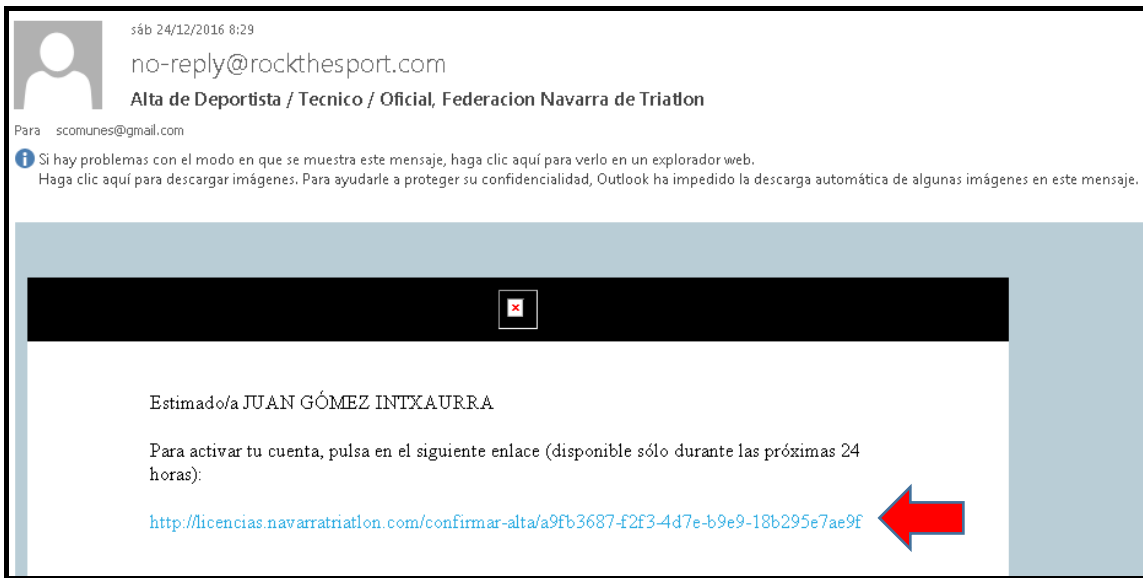 sáb 24/12/2016 8:29
no-reply@rockthesport.com
Alta de Deportista / Tecnico / Oficial, Federacion Navarra de Triatlon
Para scomunes@gmail.com
Si hay problemas con el modo en que se muestra este mensaje, haga clic aquí para verlo en un explorador web.
Haga clic aquí para descargar imágenes. Para ayudarle a proteger su confidencialidad, Outlook ha impedido la descarga automática de algunas imágenes en este mensaje.
Estimado/a JUAN GÓMEZ INTXAURRA
Para activar tu cuenta, pulsa en el siguiente enlace (disponible sólo durante las próximas 24
horas):
http://licencias.navarratriatlon.com/confirmar-alta/a9fb3687-f2f3-4d7e-b9e9-18b295e7ae9f